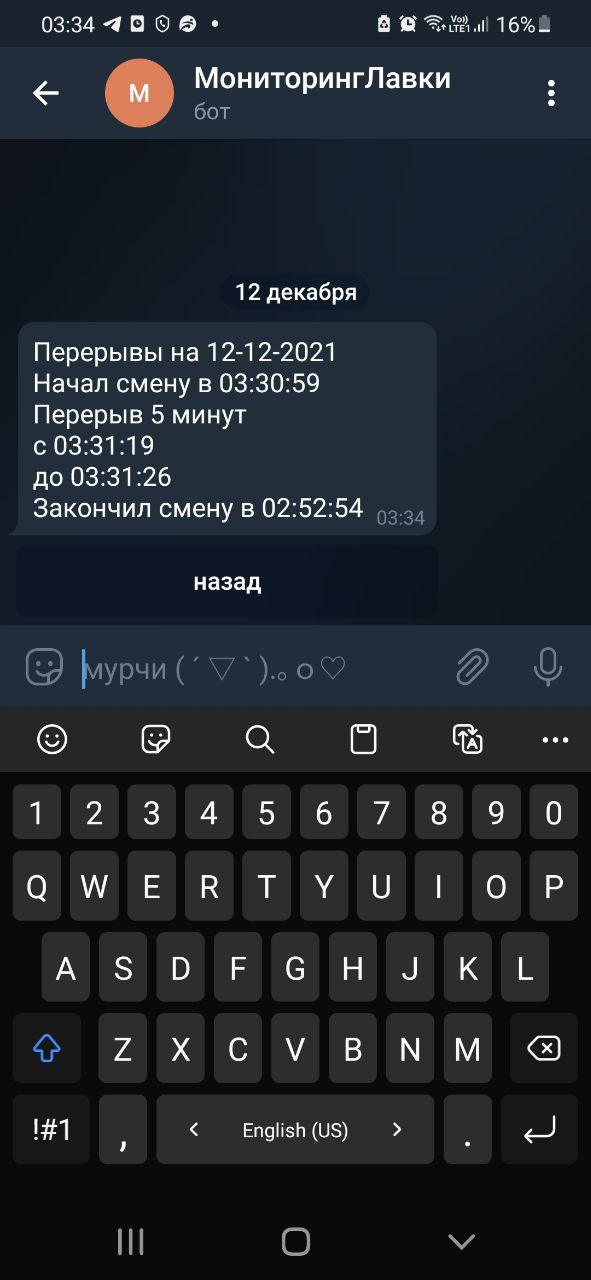 03:34 Vo)) LTE1 16%
МониторингЛавки
М
бот
12 декабря
Перерывы на 12-12-2021
Начал смену в 03:30:59
Перерыв 5 минут
с 03:31:19
до 03:31:26
Закончил смену в 02:52:54 03:34
назад
мурчи ( ´ ▽ ` ).｡ o ♡
1 2 3 4 5 6 7 8 9 0
Q W E R T Y U I O P
A S D F G H J K L
Z X C V B N M
!#1 , < English (US) > .